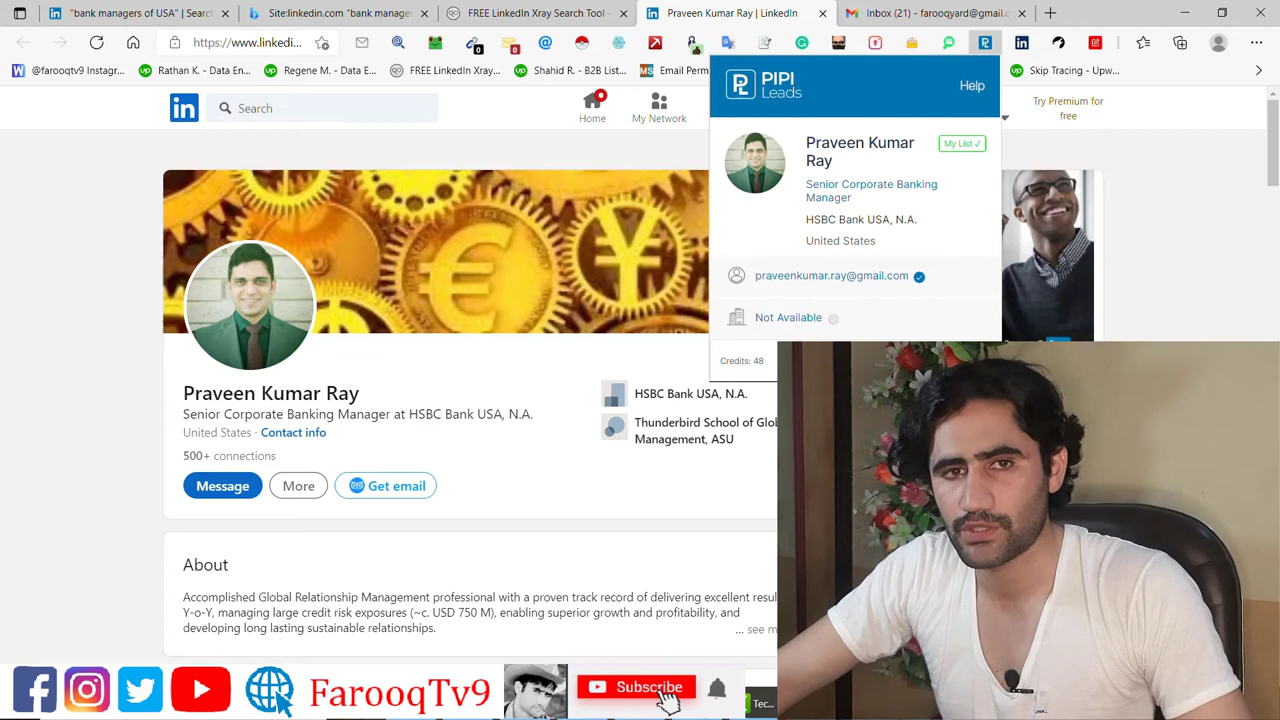 "bank managers of USA" | Search
Site:linkedin.com "bank manager
FREE LinkedIn Xray Search Tool –
Praveen Kumar Ray | LinkedIn
Inbox (21) - farooqyard@gmail.c
https://www.linkedi...
0
0
@farooqtv9 Instagr...
Rathan K. - Data En...
Regene M. - Data E...
FREE LinkedIn Xray...
Shahid R. - B2B List...
Email Perm
Skip Tracing - Upw...
PIPI
Leads
Help
Search
Home
My Network
Try Premium for
free
Praveen Kumar
Ray
My List ✓
Senior Corporate Banking
Manager
HSBC Bank USA, N.A.
United States
praveenkumar.ray@gmail.com
Not Available
Credits: 48
Praveen Kumar Ray
Senior Corporate Banking Manager at HSBC Bank USA, N.A.
United States · Contact info
500+ connections
HSBC Bank USA, N.A.
Thunderbird School of Glob
Management, ASU
Message
More
Get email
About
Accomplished Global Relationship Management professional with a proven track record of delivering excellent resul
Y-o-Y, managing large credit risk exposures (~c. USD 750 M), enabling superior growth and profitability, and
developing long lasting sustainable relationships.
... see m
FarooqTv9
Subscribe
Tec...